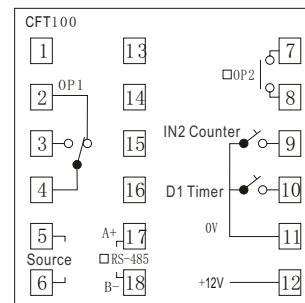 CFT100
1
13
7
2
OP1
14
□OP2
8
3
15
IN2 Counter
9
4
16
D1 Timer
10
5
A+
17
0V
11
Source
□RS-485
6
B-
18
+12V
12